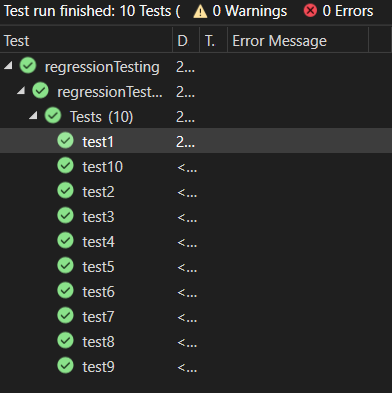 Test run finished: 10 Tests ( 0 Warnings 0 Errors
Test D T. Error Message
regressionTesting 2...
regressionTest... 2...
Tests (10) 2...
test1 2...
test10 <...
test2 <...
test3 <...
test4 <...
test5 <...
test6 <...
test7 <...
test8 <...
test9 <...